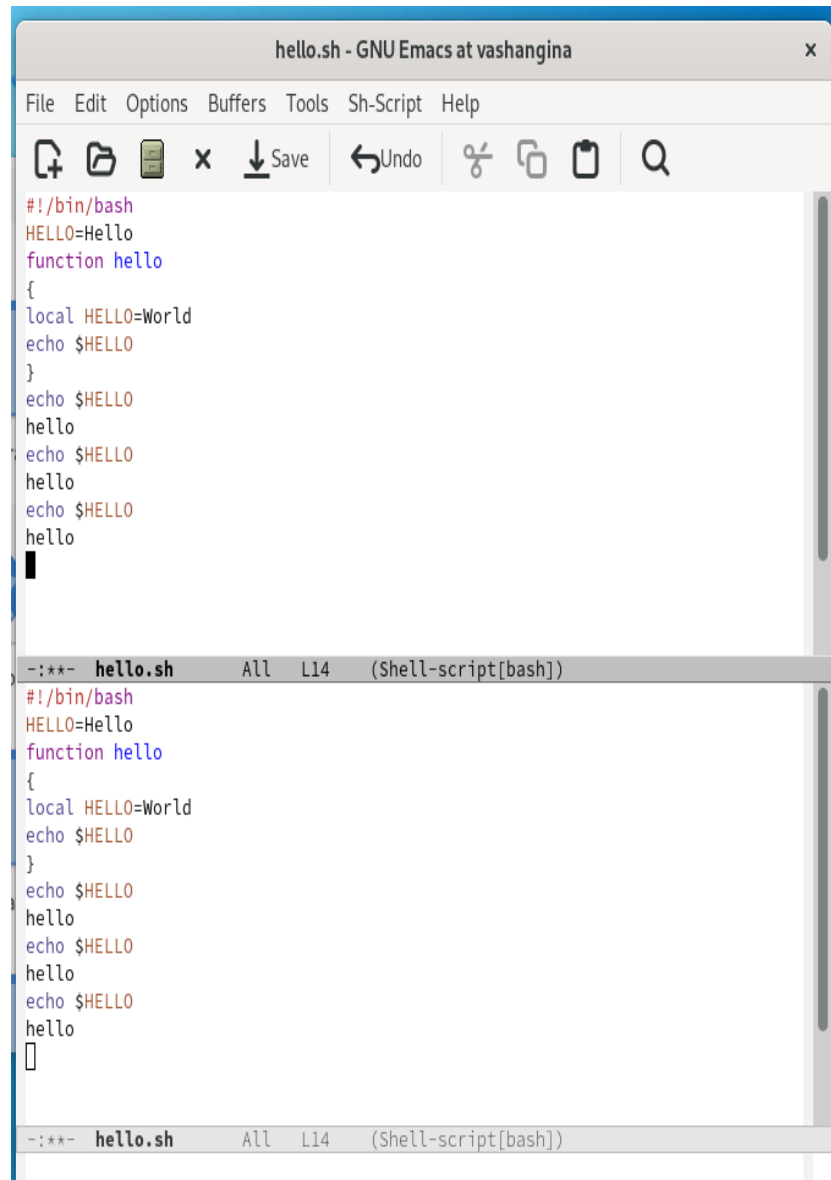 hello.sh - GNU Emacs at vashangina x
File Edit Options Buffers Tools Sh-Script Help
Save Undo
#!/bin/bash
HELLO=Hello
function hello
{
local HELLO=World
echo $HELLO
}
echo $HELLO
hello
echo $HELLO
hello
echo $HELLO
hello
-:**- hello.sh All L14 (Shell-script[bash])
#!/bin/bash
HELLO=Hello
function hello
{
local HELLO=World
echo $HELLO
}
echo $HELLO
hello
echo $HELLO
hello
echo $HELLO
hello
-:**- hello.sh All L14 (Shell-script[bash])